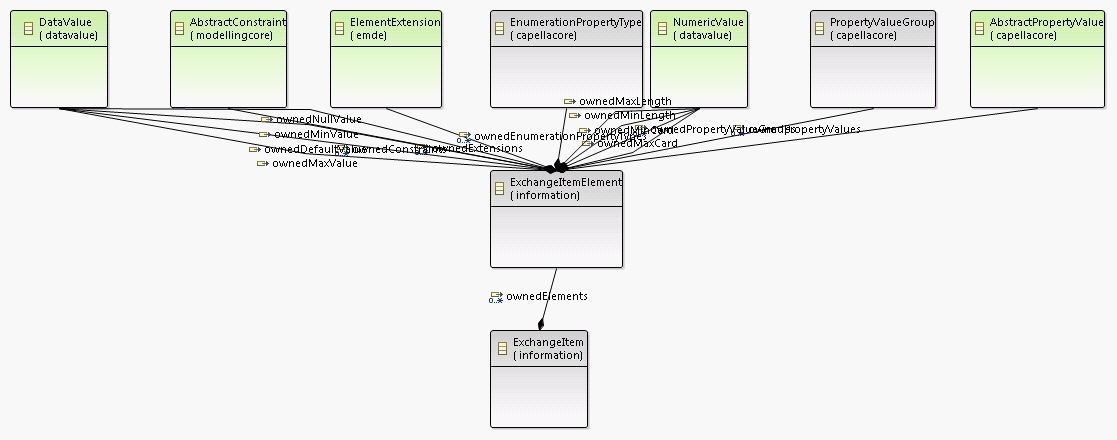 DataValue
( datavalue)
AbstractConstraint
( modellingcore)
ElementExtension
( emde)
EnumerationPropertyType
( capellacore)
NumericValue
( datavalue)
PropertyValueGroup
( capellacore)
AbstractPropertyValue
( capellacore)
ownedMaxLength
ownedMinLength
ownedNullValue
ownedMinValue
ownedEnumerationPropertyTypes
ownedMinCard
ownedPropertyValueGroups
ownedPropertyValues
ownedMaxCard
ownedDefaultValue
ownedConstraints
ownedExtensions
ownedMaxValue
ExchangeItemElement
( information)
0..*
ownedElements
ExchangeItem
( information)